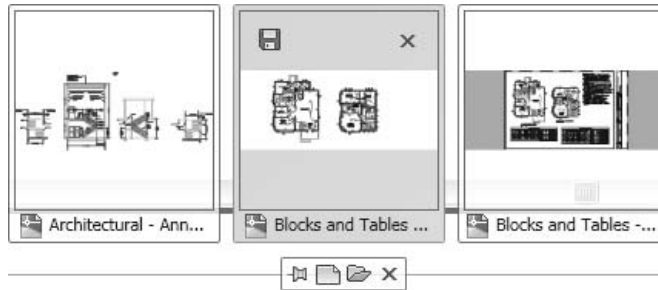 Architectural - Ann...
Blocks and Tables ...
Blocks and Tables -...